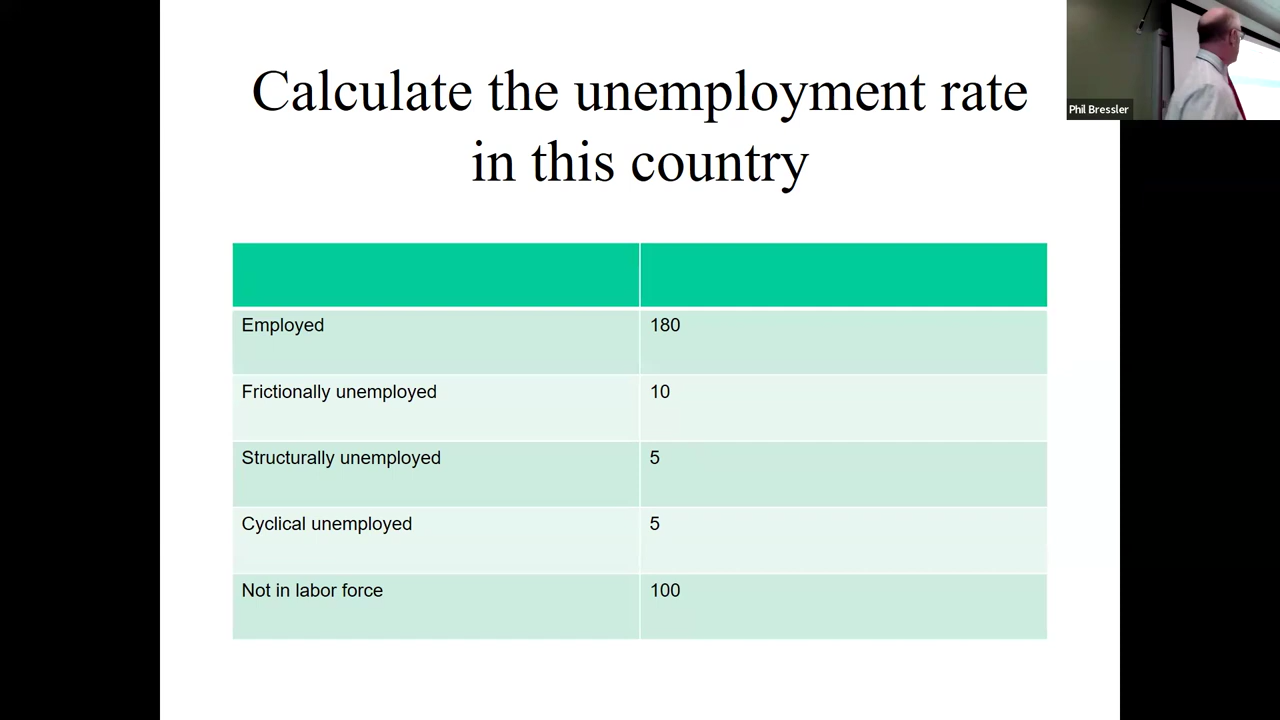 Calculate the unemployment rate
in this country
Phil Bressler
Employed 180
Frictionally unemployed 10
Structurally unemployed 5
Cyclical unemployed 5
Not in labor force 100